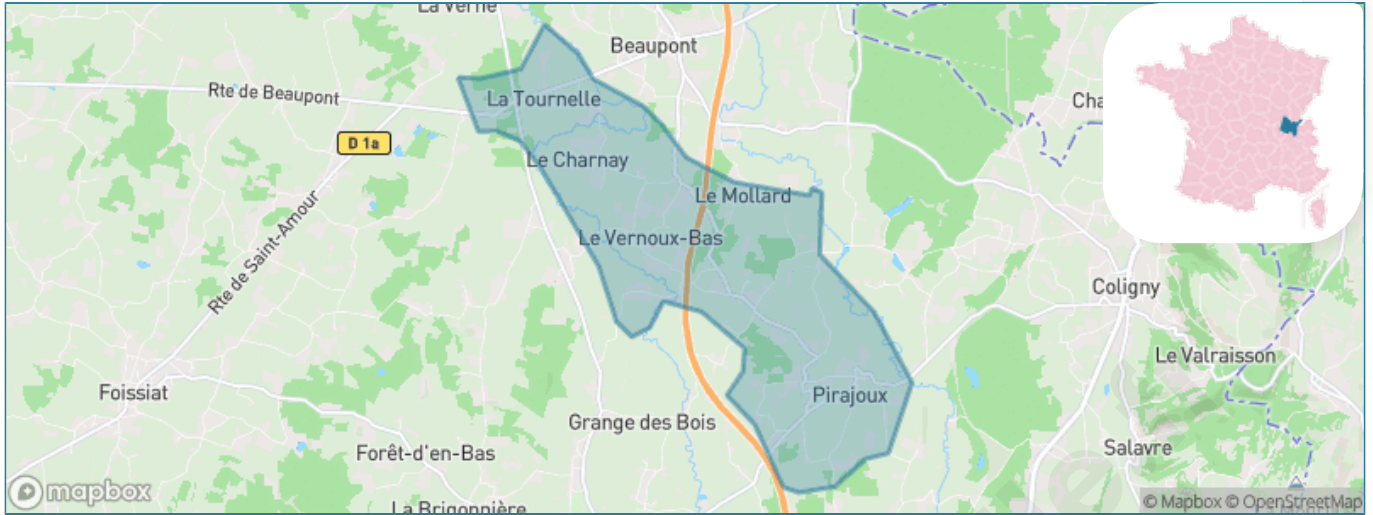 La Verne
Beaupont
Rte de Beaupont
La Tournelle
Cha
D 1a
Le Charnay
Le Mollard
Rte de Saint-Amour
Le Vernoux-Bas
Coligny
Le Valraisson
Foissiat
Pirajoux
Grange des Bois
Salavre
Forêt-d'en-Bas
mapbox
La Brigonnière
© Mapbox © OpenStreetMap